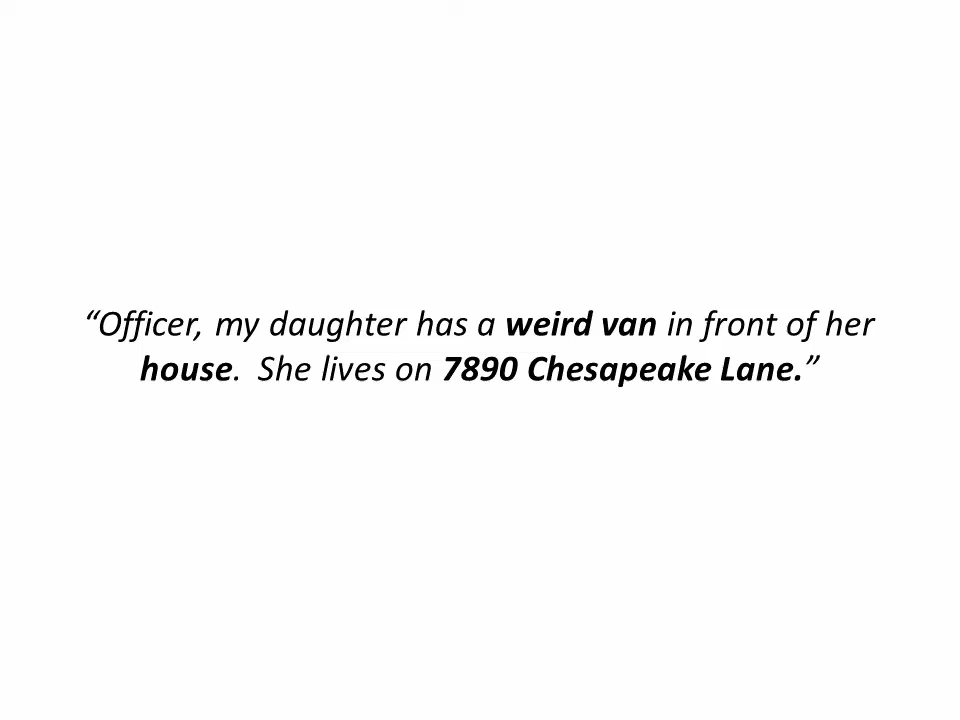 “Officer, my daughter has a weird van in front of her
house.  She lives on 7890 Chesapeake Lane.”